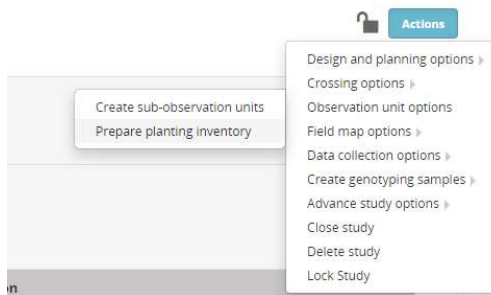 Actions
Design and planning options
Crossing options
Observation unit options
Create sub-observation units
Prepare planting inventory
Field map options
Data collection options
Create genotyping samples
Advance study options
Close study
Delete study
Lock Study
on